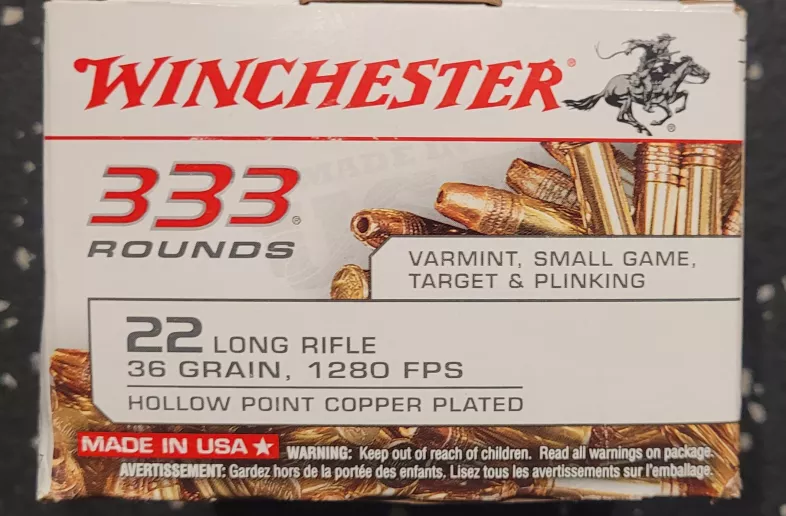 WINCHESTER®
333®
ROUNDS
VARMINT, SMALL GAME,
TARGET & PLINKING
22 LONG RIFLE
36 GRAIN, 1280 FPS
HOLLOW POINT COPPER PLATED
MADE IN USA ★ WARNING: Keep out of reach of children. Read all warnings on package.
AVERTISSEMENT: Gardez hors de la portée des enfants. Lisez tous les avertissements sur l'emballage.